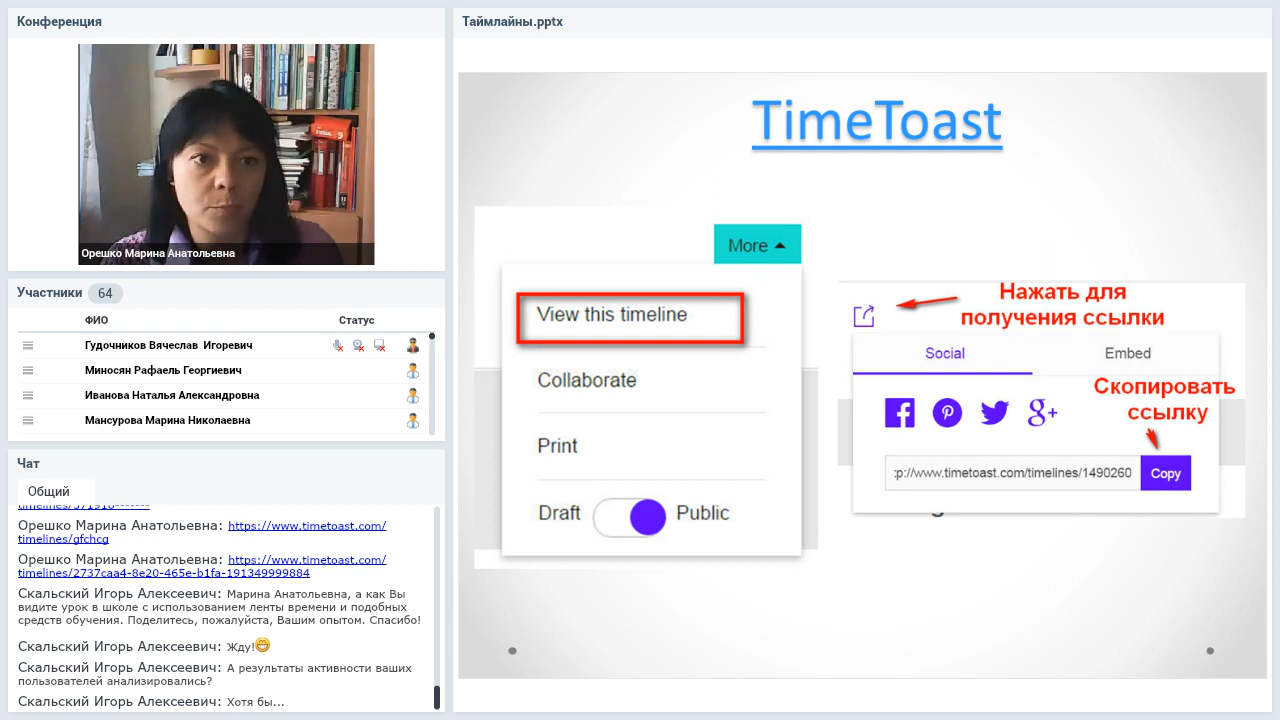 Конференция
Орешко Марина Анатольевна
Участники 64
ФИО Статус
Гудочников Вячеслав Игоревич
Миносян Рафаель Георгиевич
Иванова Наталья Александровна
Мансурова Марина Николаевна
Чат
Общий
Орешко Марина Анатольевна: https://www.timetoast.com/
timelines/gfchcg
Орешко Марина Анатольевна: https://www.timetoast.com/
timelines/2737caa4-8e20-465e-b1fa-191349999884
Скальский Игорь Алексеевич: Марина Анатольевна, а как Вы
видите урок в школе с использованием ленты времени и подобных
средств обучения. Поделитесь, пожалуйста, Вашим опытом. Спасибо!
Скальский Игорь Алексеевич: Жду!
Скальский Игорь Алексеевич: А результаты активности ваших
пользователей анализировались?
Скальский Игорь Алексеевич: Хотя бы...
Таймлайны.pptx
TimeToast
More
View this timeline
Collaborate
Print
Draft Public
Нажать для
получения ссылки
Social Embed
Скопировать
ссылку
p://www.timetoast.com/timelines/1490260 Copy